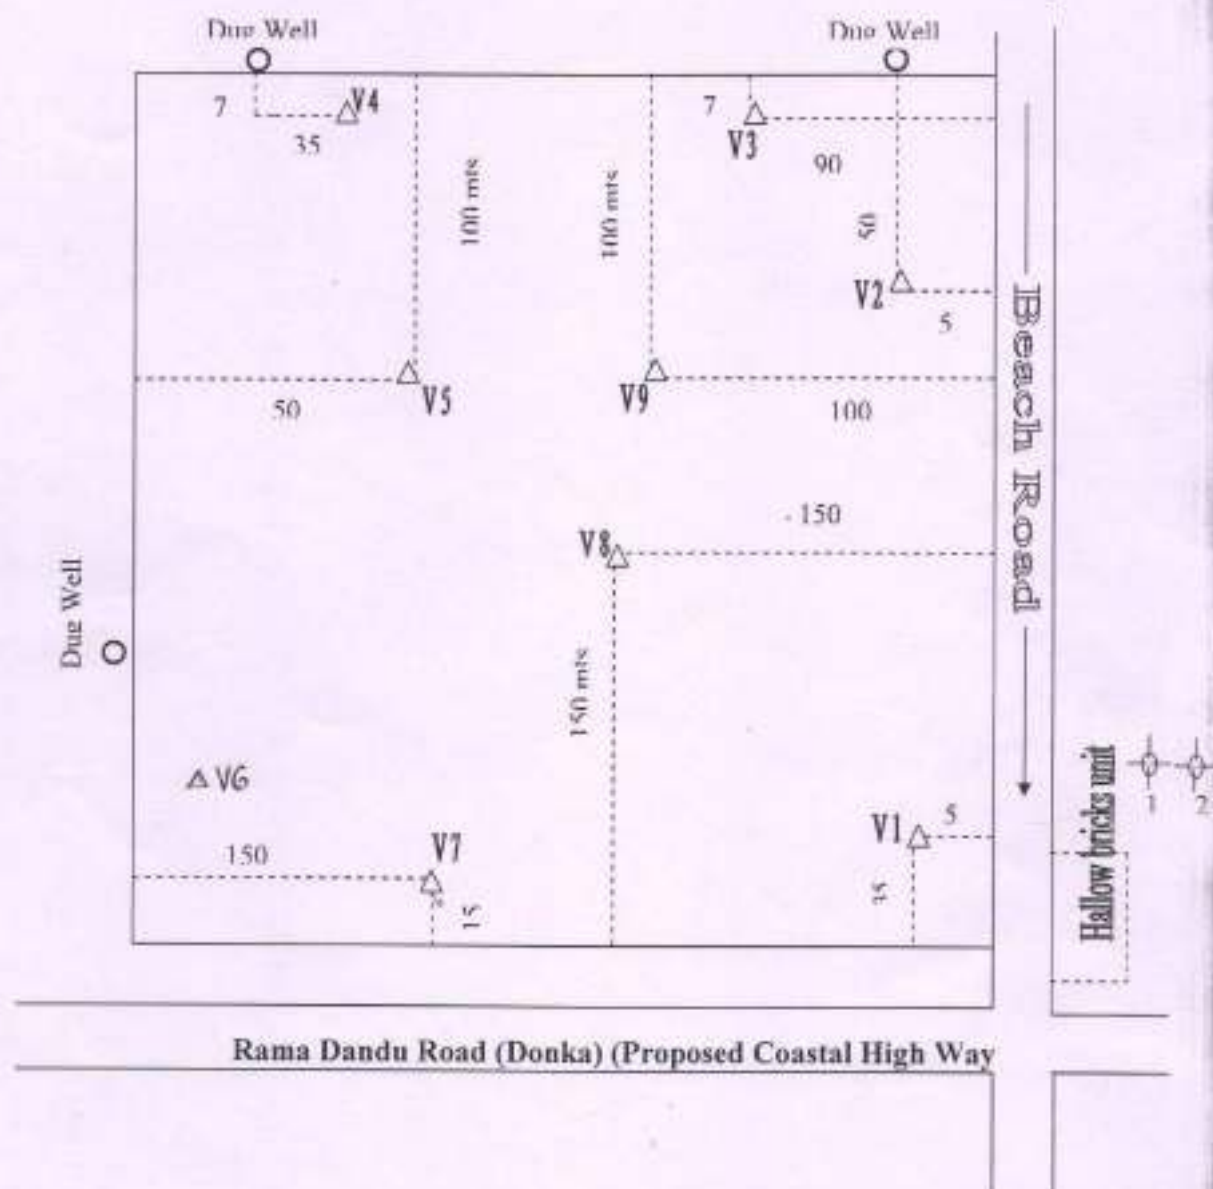 Dug Well
Dug Well
7
V4
35
7
V3
90
100 mts
100 mts
50
V2
5
Beach Road
V5
50
V9
100
150
V8
Dug Well
150 mts
V6
Hallow bricks unit
1
2
V1
5
V7
150
15
Rama Dandu Road (Donka) (Proposed Coastal High Way